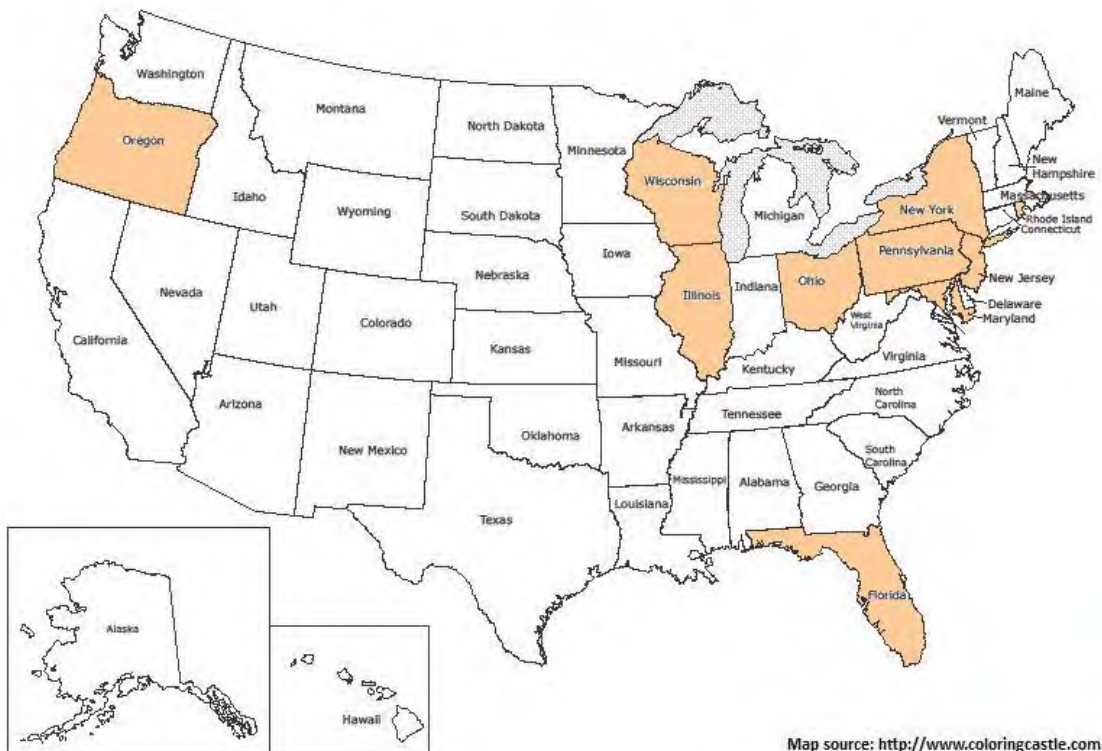 Washington
Montana
North Dakota
Minnesota
Maine
Vermont
Oregon
New
Hampshire
Idaho
Wisconsin
Massachusetts
South Dakota
Wyoming
Michigan
New York
Rhode Island
Connecticut
Iowa
Pennsylvania
Nebraska
Nevada
Utah
Illinois
Indiana
Ohio
New Jersey
Delaware
Maryland
West
Virginia
Colorado
California
Kansas
Missouri
Kentucky
Virginia
Arizona
New Mexico
Oklahoma
Arkansas
Tennessee
North
Carolina
South
Carolina
Mississippi
Alabama
Georgia
Texas
Louisiana
Florida
Alaska
Hawaii
Map source: http://www.coloringcastle.com